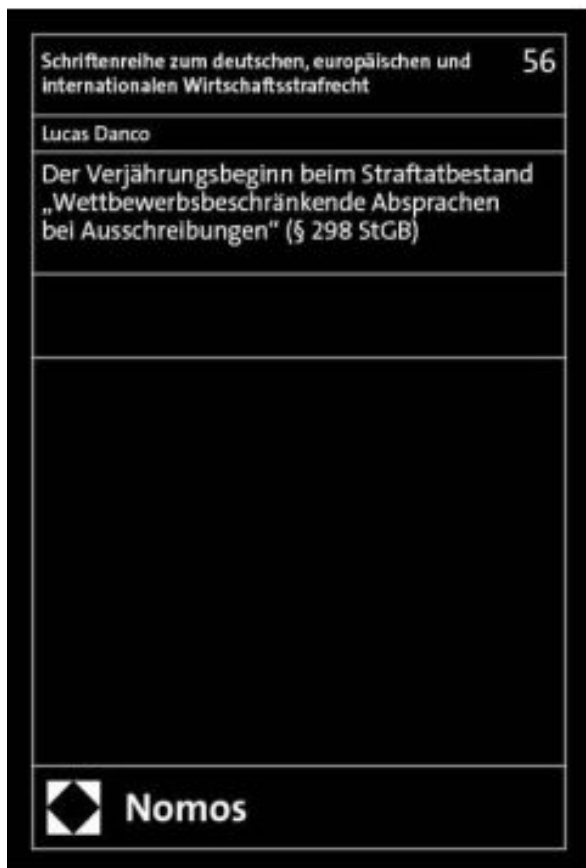 Schriftenreihe zum deutschen, europäischen und 56
internationalen Wirtschaftsstrafrecht
Lucas Danco
Der Verjährungsbeginn beim Straftatbestand
„Wettbewerbsbeschränkende Absprachen
bei Ausschreibungen“ (§ 298 StGB)
Nomos